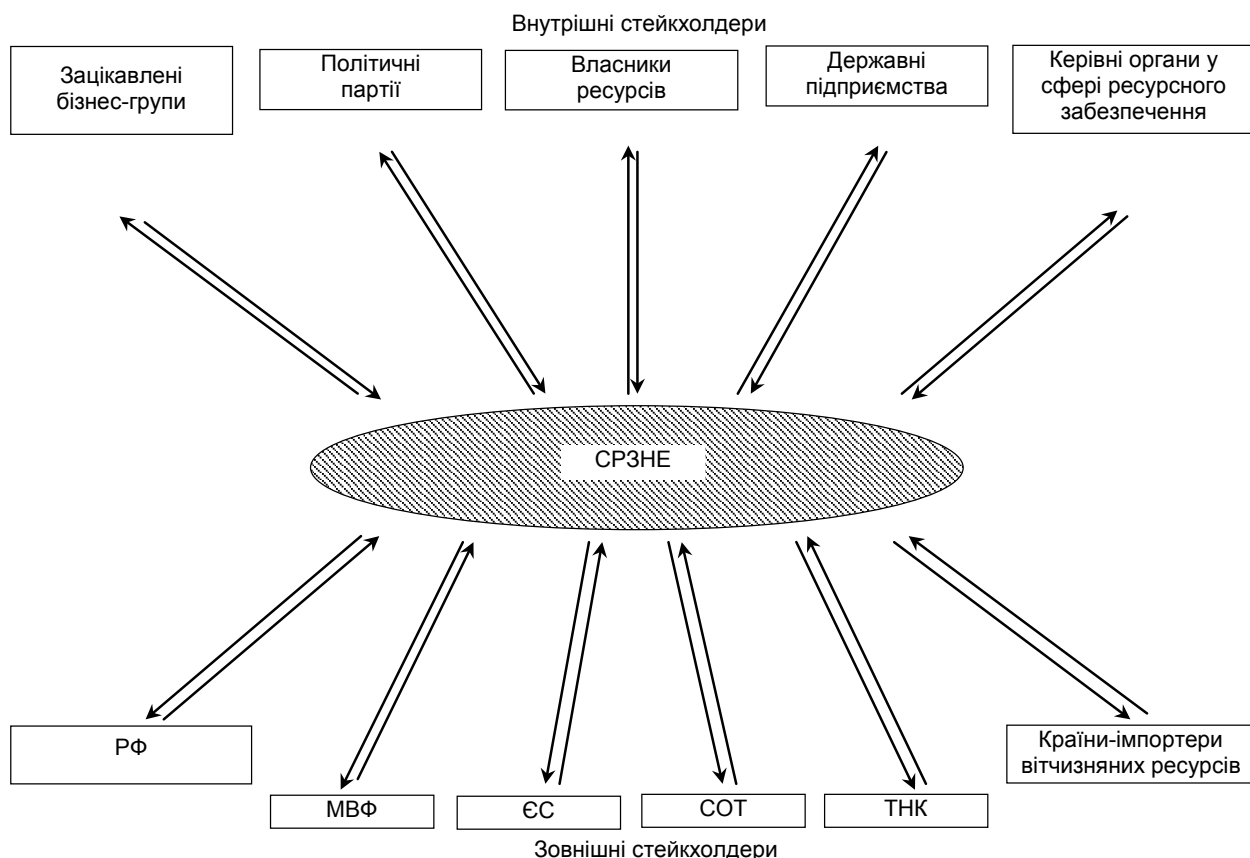 Внутрішні стейкхолдери
Зацікавлені
бізнес-групи
Політичні
партії
Власники
ресурсів
Державні
підприємства
Керівні органи у
сфері ресурсного
забезпечення
СРЗНЕ
РФ
МВФ
ЄС
СОТ
ТНК
Країни-імпортери
вітчизняних ресурсів
Зовнішні стейкхолдери